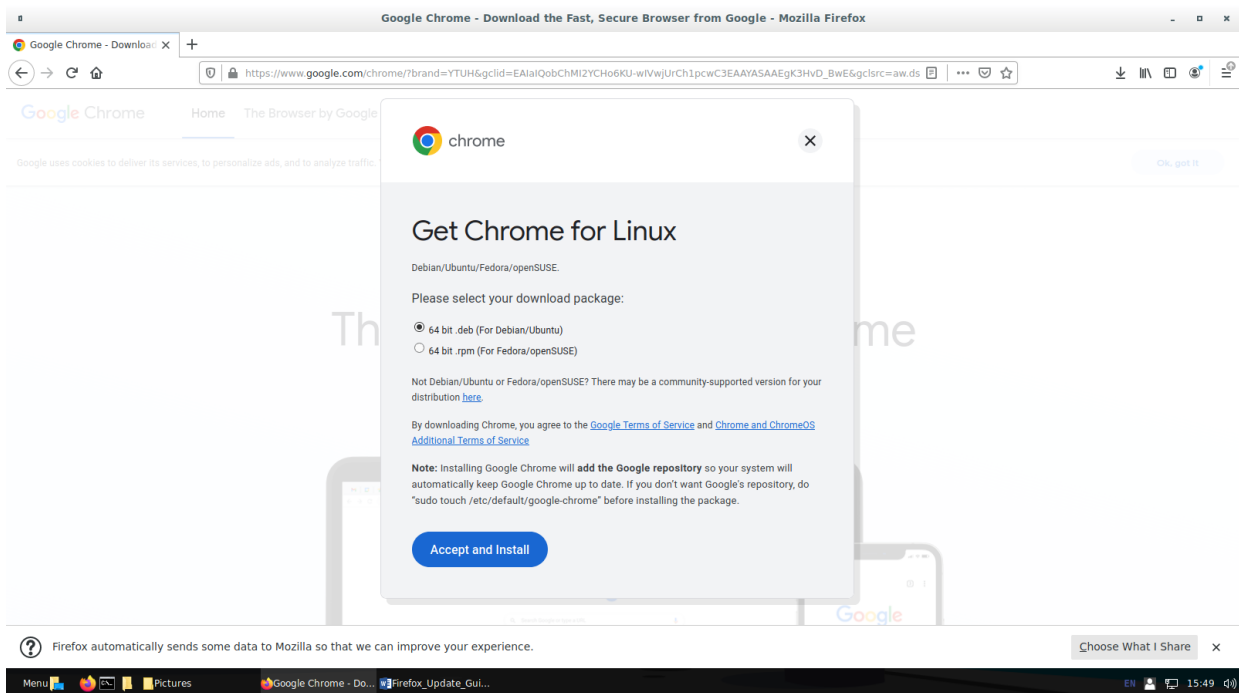 Google Chrome - Download the Fast, Secure Browser from Google - Mozilla Firefox
Google Chrome - Download
https://www.google.com/chrome/?brand=YTUH&gclid=EAIaIQobChMI2YCHo6KU-wIVwjUrCh1pcwC3EAAYASAAEgK3HvD_BwE&gclsrc=aw.ds
Google Chrome Home The Browser by Google
Google uses cookies to deliver its services, to personalize ads, and to analyze traffic.
Ok, got it
chrome
Get Chrome for Linux
Debian/Ubuntu/Fedora/openSUSE.
Please select your download package:
64 bit .deb (For Debian/Ubuntu)
64 bit .rpm (For Fedora/openSUSE)
Th me
Not Debian/Ubuntu or Fedora/openSUSE? There may be a community-supported version for your
distribution here.
By downloading Chrome, you agree to the Google Terms of Service and Chrome and ChromeOS
Additional Terms of Service
Note: Installing Google Chrome will add the Google repository so your system will
automatically keep Google Chrome up to date. If you don't want Google's repository, do
"sudo touch /etc/default/google-chrome" before installing the package.
Accept and Install
Google
Firefox automatically sends some data to Mozilla so that we can improve your experience.
Choose What I Share
Menu Pictures Google Chrome - Do... Firefox_Update_Gui... EN 15:49